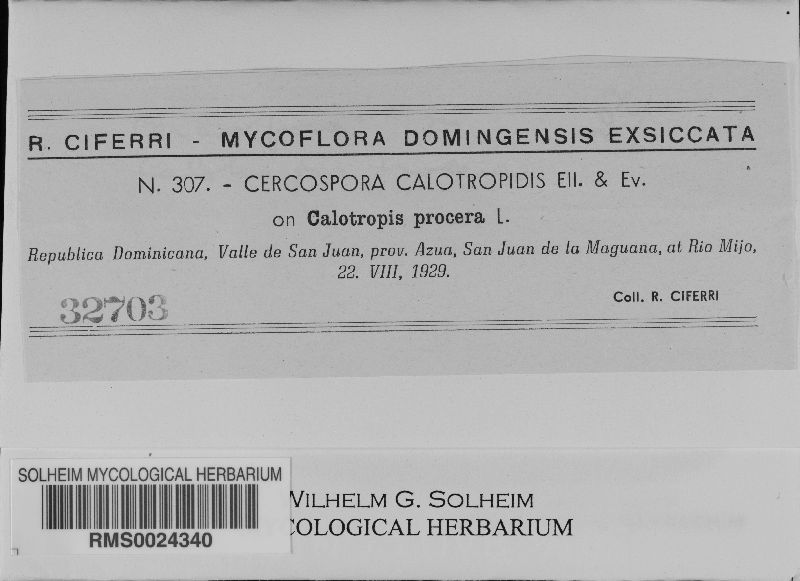 R. CIFERRI - MYCOFLORA DOMINGENSIS EXSICCATA
N. 307. - CERCOSPORA CALOTROPIDIS Ell. & Ev.
on Calotropis procera L.
Republica Dominicana, Valle de San Juan, prov. Azua, San Juan de la Maguana, at Rio Mijo,
22. VIII, 1929.
Coll. R. CIFERRI
32703
SOLHEIM MYCOLOGICAL HERBARIUM
RMS0024340
WILHELM G. SOLHEIM
COLOGICAL HERBARIUM